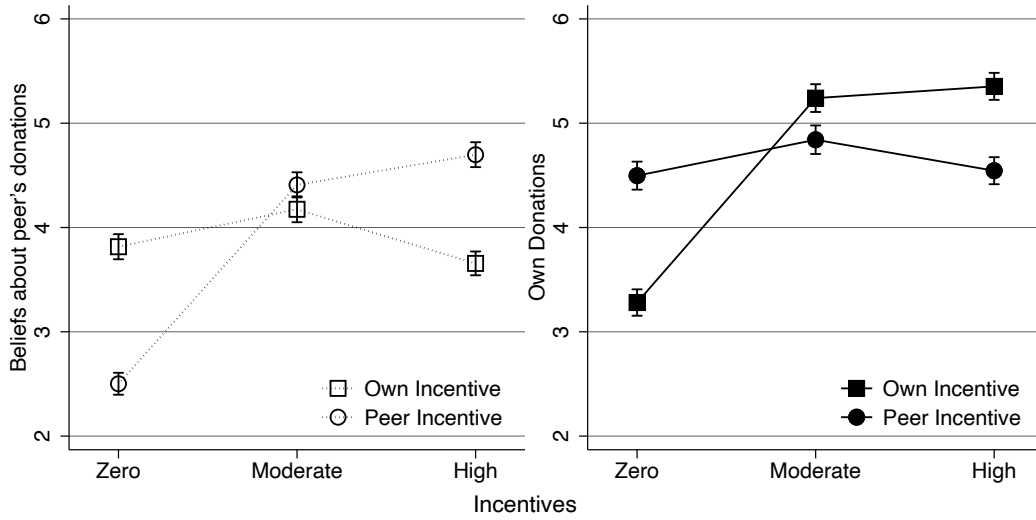 Beliefs about peer's donations
6
5
4
3
2
Own Incentive
Peer Incentive
Zero
Moderate
High
Own Donations
6
5
4
3
2
Own Incentive
Peer Incentive
Zero
Moderate
High
Incentives